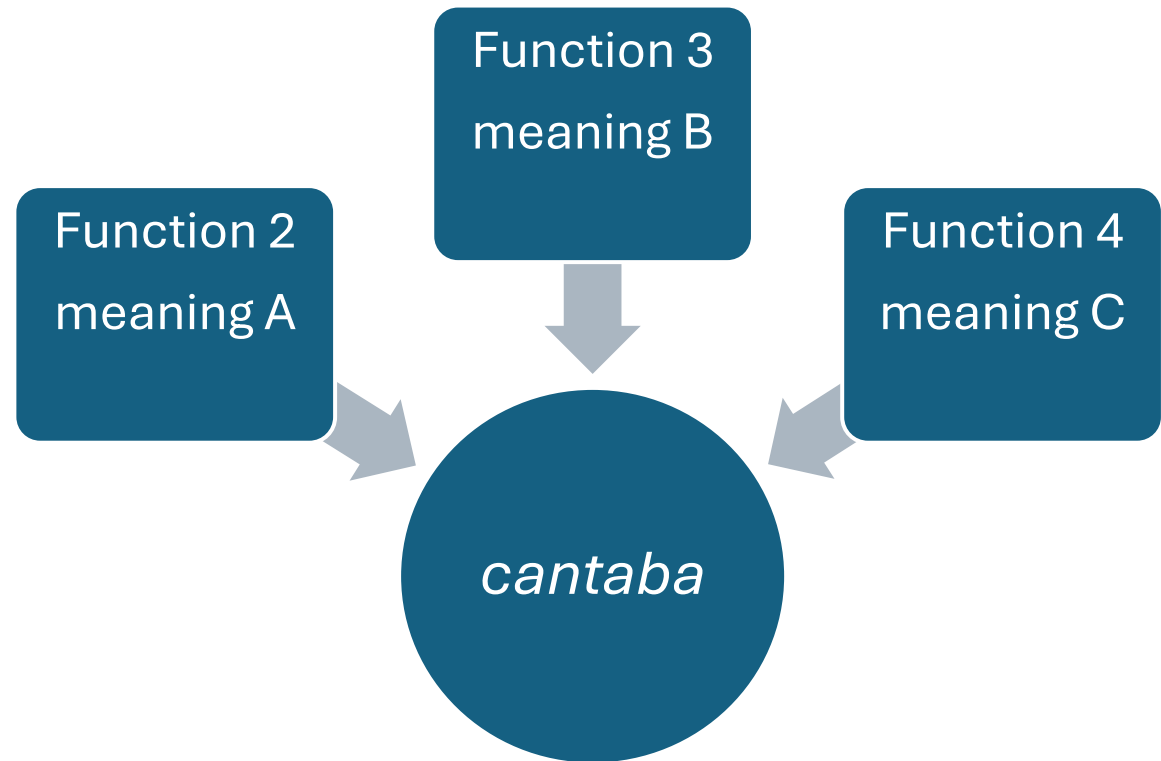 Function 2
meaning A
Function 3
meaning B
Function 4
meaning C
cantaba